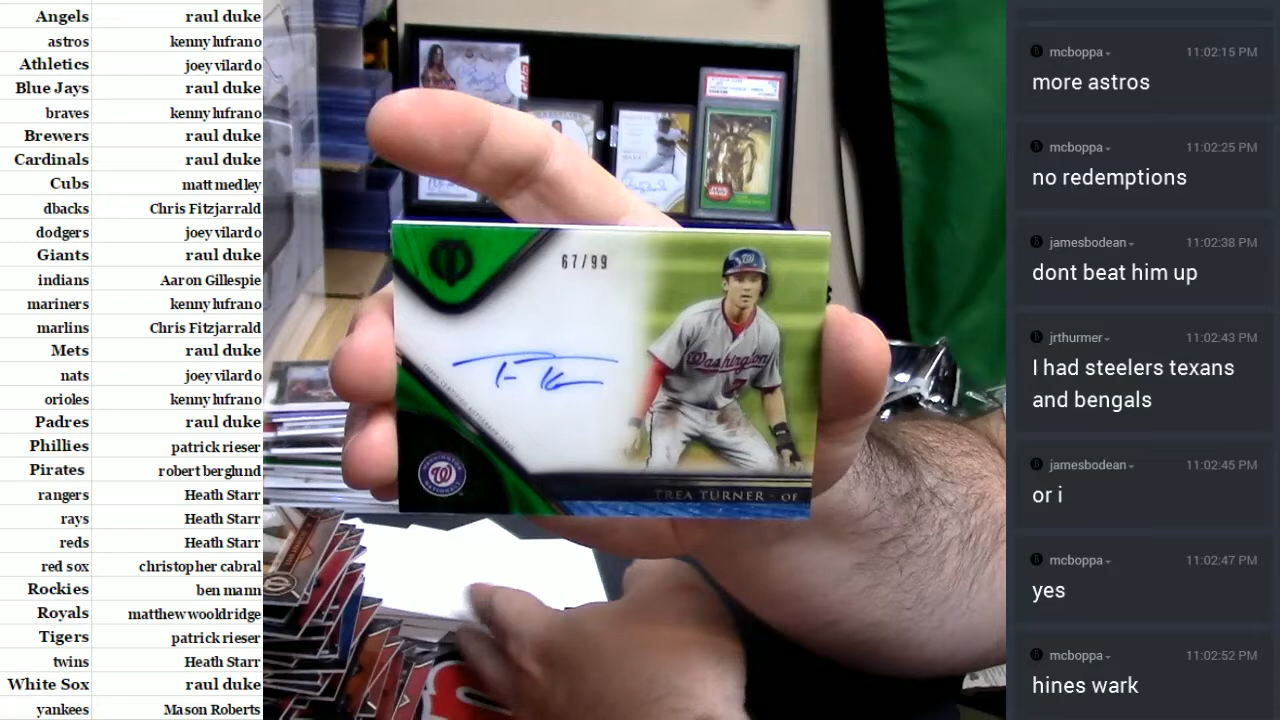 Angels raul duke
astros kenny lufrano
Athletics joey vilardo
Blue Jays raul duke
braves kenny lufrano
Brewers raul duke
Cardinals raul duke
Cubs matt medley
dbacks Chris Fitzjarrald
dodgers joey vilardo
Giants raul duke
indians Aaron Gillespie
mariners kenny lufrano
marlins Chris Fitzjarrald
Mets raul duke
nats joey vilardo
orioles kenny lufrano
Padres raul duke
Phillies patrick rieser
Pirates robert berglund
rangers Heath Starr
rays Heath Starr
reds Heath Starr
red sox christopher cabral
Rockies ben mann
Royals matthew wooldridge
Tigers patrick rieser
twins Heath Starr
White Sox raul duke
yankees Mason Roberts
67/99
Washington
TREA TURNER - OF
STAR WARS
mcboppa 11:02:15 PM
more astros
mcboppa 11:02:25 PM
no redemptions
jamesbodean 11:02:38 PM
dont beat him up
jrthurmer 11:02:43 PM
I had steelers texans
and bengals
jamesbodean 11:02:45 PM
or i
mcboppa 11:02:47 PM
yes
mcboppa 11:02:52 PM
hines wark